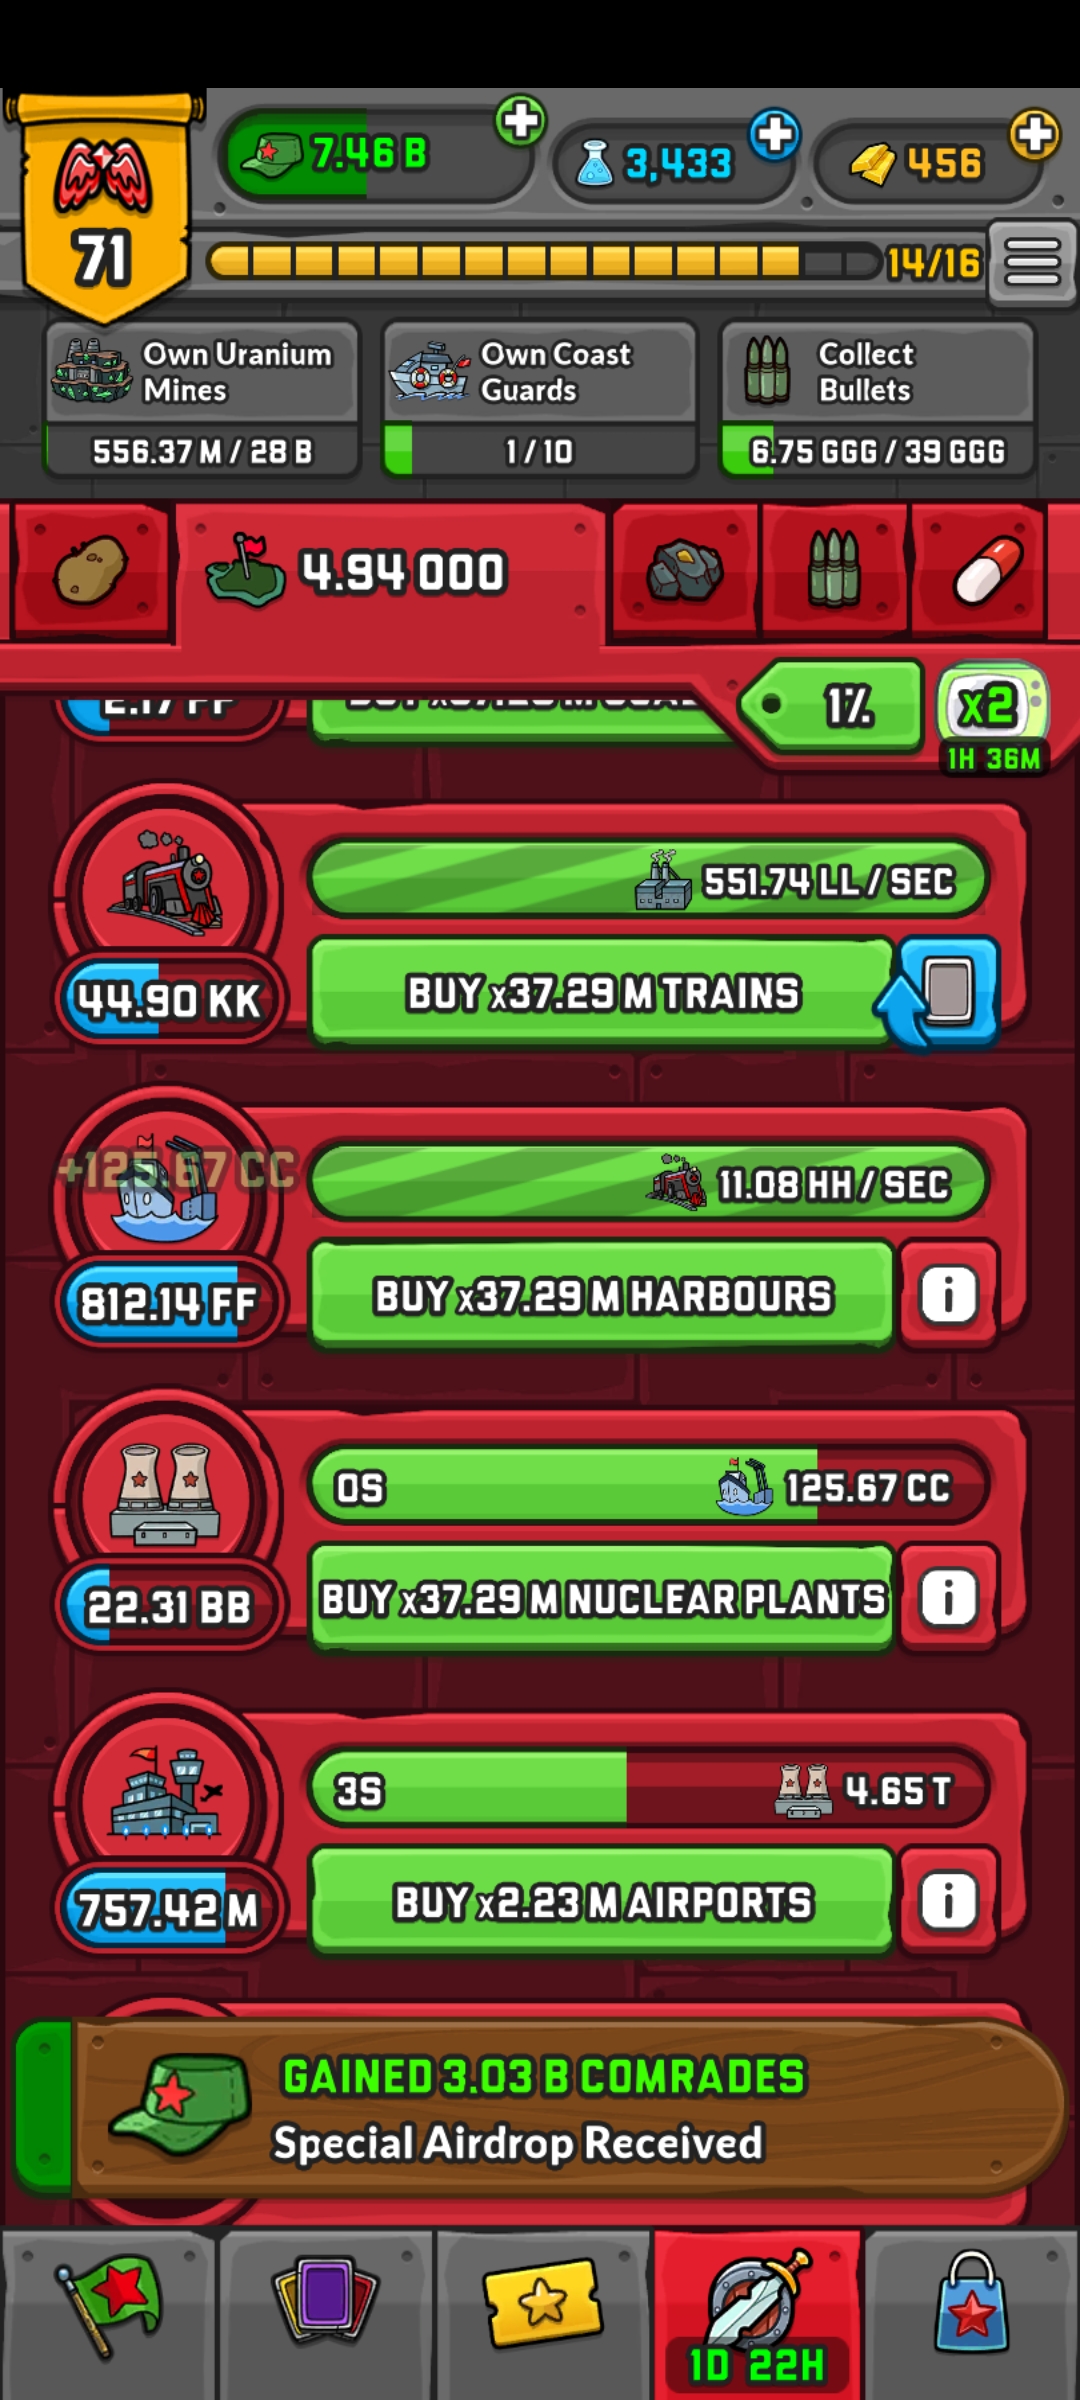 71
7.46 B
3,433
456
14/16
Own Uranium
Mines
556.37 M / 28 B
Own Coast
Guards
1 / 10
Collect
Bullets
6.75 GGG / 39 GGG
4.94 OOO
1%
x2
1H 36M
2.17 FF
551.74 LL / SEC
44.90 KK
BUY x37.29 M TRAINS
+125.67 CC
11.08 HH / SEC
812.14 FF
BUY x37.29 M HARBOURS
i
0S
125.67 CC
22.31 BB
BUY x37.29 M NUCLEAR PLANTS
i
3S
4.65 T
757.42 M
BUY x2.23 M AIRPORTS
i
GAINED 3.03 B COMRADES
Special Airdrop Received
1D 22H